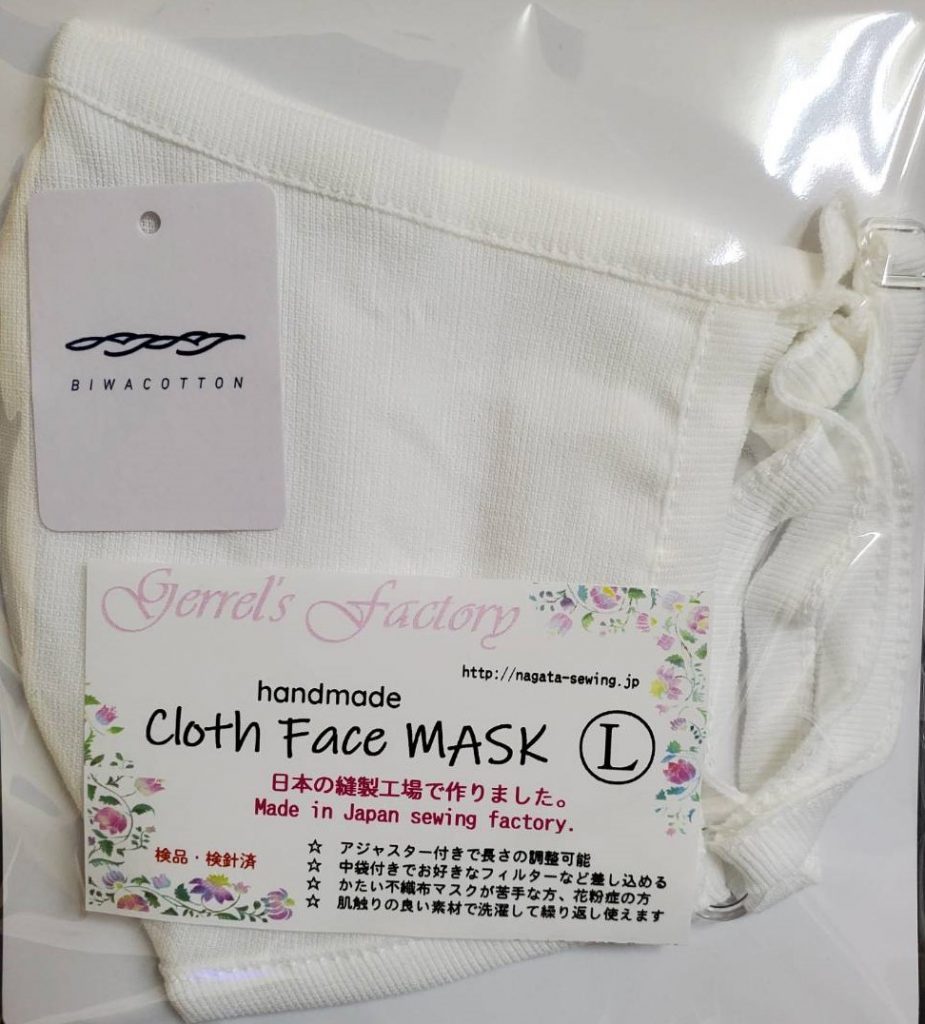 BIWACOTTON
Gerrel's Factory
http://nagata-sewing.jp
handmade
Cloth Face MASK L
日本の縫製工場で作りました。
Made in Japan sewing factory.
検品・検針済
☆ アジャスター付きで長さの調整可能
☆ 中袋付きでお好きなフィルターなど差し込める
☆ かたい不織布マスクが苦手な方、花粉症の方
☆ 肌触りの良い素材で洗濯して繰り返し使えます